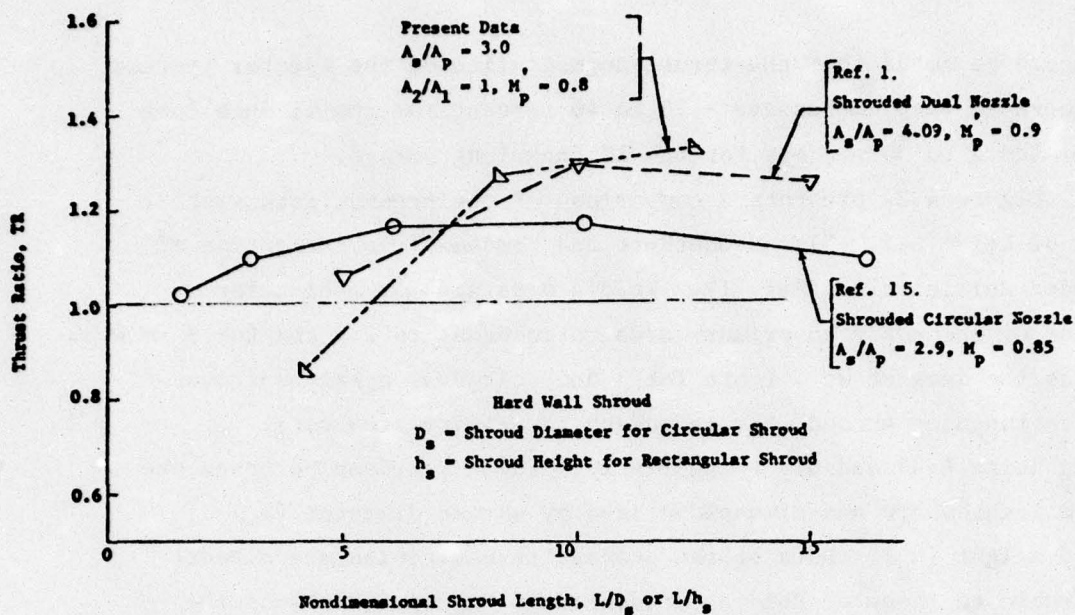 1.6
1.4
1.2
1.0
0.8
0.6
Thrust Ratio, TR
Present Data
A_s/A_p = 3.0
A_2/A_1 = 1, M_p = 0.8
Ref. 1.
Shrouded Dual Nozzle
A_s/A_p = 4.09, M_p = 0.9
Ref. 15.
Shrouded Circular Nozzle
A_s/A_p = 2.9, M_p = 0.85
Hard Wall Shroud
D_s = Shroud Diameter for Circular Shroud
h_s = Shroud Height for Rectangular Shroud
0 5 10 15
Nondimensional Shroud Length, L/D_s or L/h_s